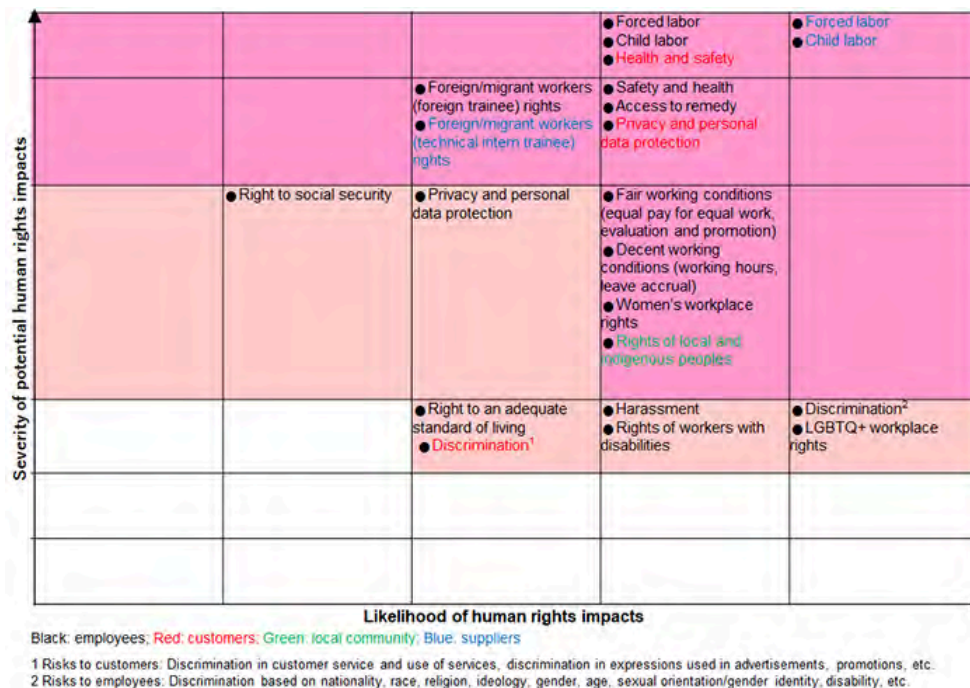 Severity of potential human rights impacts
● Forced labor
● Child labor
● Health and safety
● Forced labor
● Child labor
● Foreign/migrant workers
(foreign trainee) rights
● Foreign/migrant workers
(technical intern trainee)
rights
● Safety and health
● Access to remedy
● Privacy and personal
data protection
● Right to social security
● Privacy and personal
data protection
● Fair working conditions
(equal pay for equal work,
evaluation and promotion)
● Decent working
conditions (working hours,
leave accrual)
● Women's workplace
rights
● Rights of local and
indigenous peoples
● Right to an adequate
standard of living
● Discrimination¹
● Harassment
● Rights of workers with
disabilities
● Discrimination²
● LGBTQ+ workplace
rights
Likelihood of human rights impacts
Black: employees; Red: customers; Green: local community; Blue: suppliers
1 Risks to customers: Discrimination in customer service and use of services, discrimination in expressions used in advertisements, promotions, etc.
2 Risks to employees: Discrimination based on nationality, race, religion, ideology, gender, age, sexual orientation/gender identity, disability, etc.